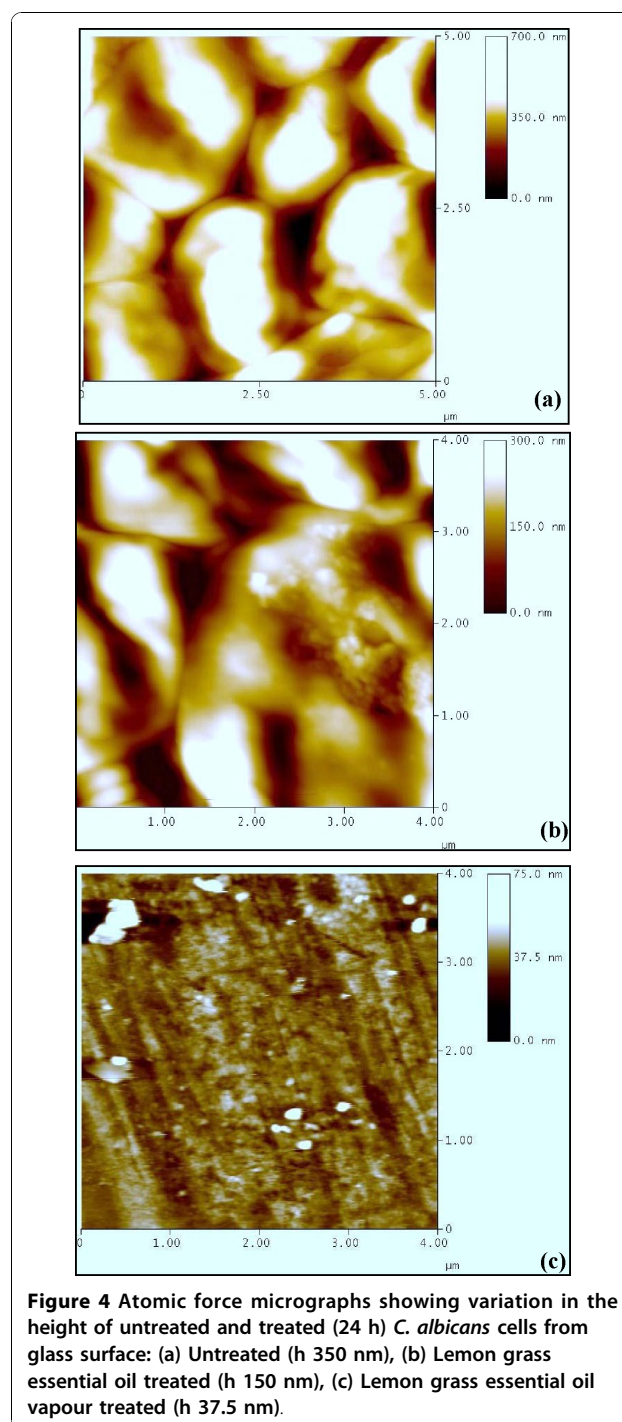 5.00
700.0 nm
350.0 nm
2.50
0.0 nm
0
0
2.50
5.00
µm
(a)
4.00
300.0 nm
3.00
150.0 nm
2.00
0.0 nm
1.00
0
1.00
2.00
3.00
4.00
µm
(b)
4.00
75.0 nm
3.00
37.5 nm
2.00
0.0 nm
1.00
0
0
1.00
2.00
3.00
4.00
µm
(c)
Figure 4 Atomic force micrographs showing variation in the
height of untreated and treated (24 h) C. albicans cells from
glass surface: (a) Untreated (h 350 nm), (b) Lemon grass
essential oil treated (h 150 nm), (c) Lemon grass essential oil
vapour treated (h 37.5 nm).